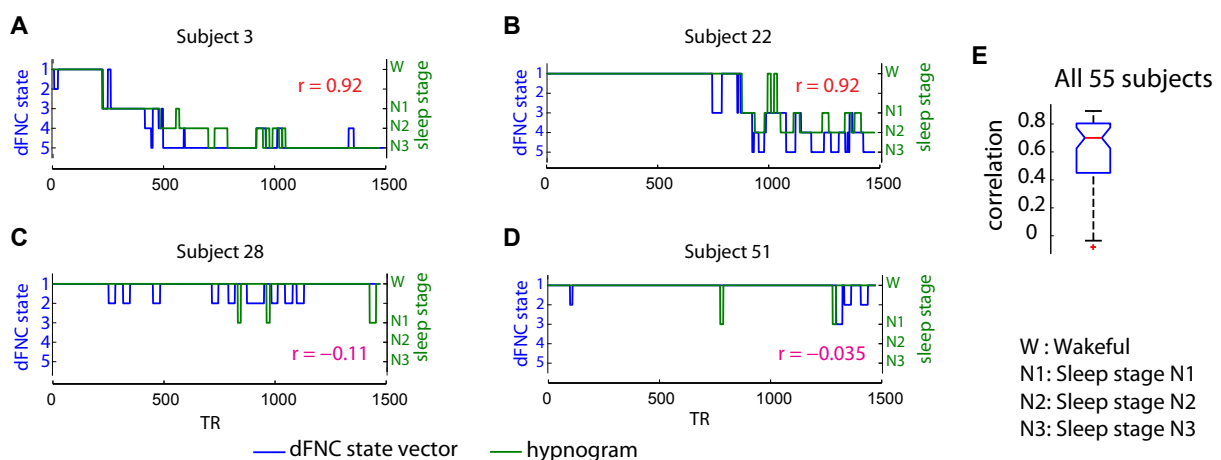 A
Subject 3
dFNC state
1
2
3
4
5
r = 0.92
W
N1
N2
N3
sleep stage
0
500
1000
1500
B
Subject 22
dFNC state
1
2
3
4
5
r = 0.92
W
N1
N2
N3
sleep stage
0
500
1000
1500
E
All 55 subjects
correlation
0.8
0.6
0.4
0.2
0
C
Subject 28
dFNC state
1
2
3
4
5
r = −0.11
W
N1
N2
N3
sleep stage
0
500
1000
1500
TR
D
Subject 51
dFNC state
1
2
3
4
5
r = −0.035
W
N1
N2
N3
sleep stage
0
500
1000
1500
TR
W : Wakeful
N1: Sleep stage N1
N2: Sleep stage N2
N3: Sleep stage N3
dFNC state vector
hypnogram